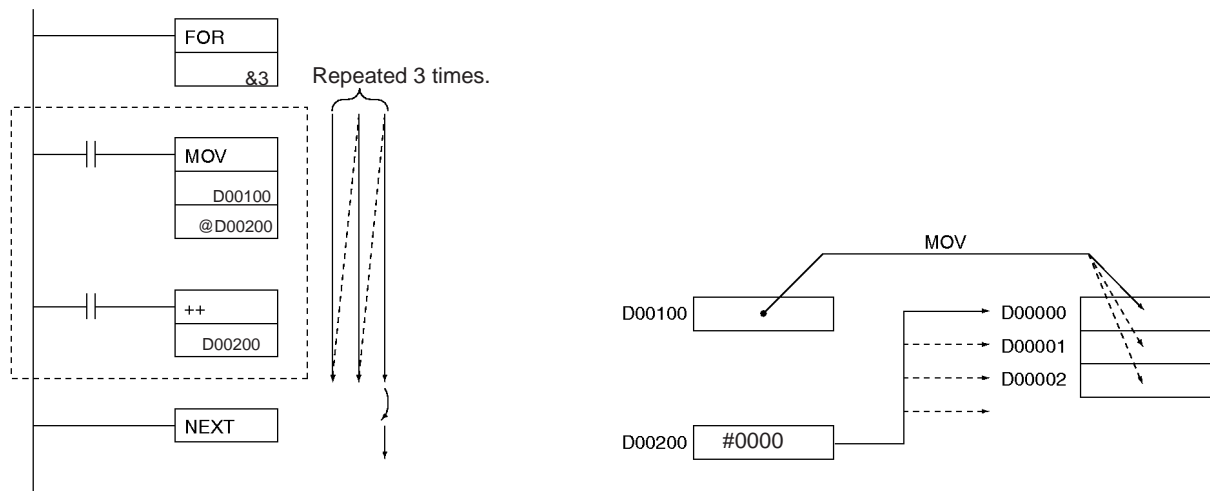 FOR
&3
Repeated 3 times.
MOV
D00100
@D00200
++
D00200
NEXT
MOV
D00100
D00000
D00001
D00002
D00200
#0000